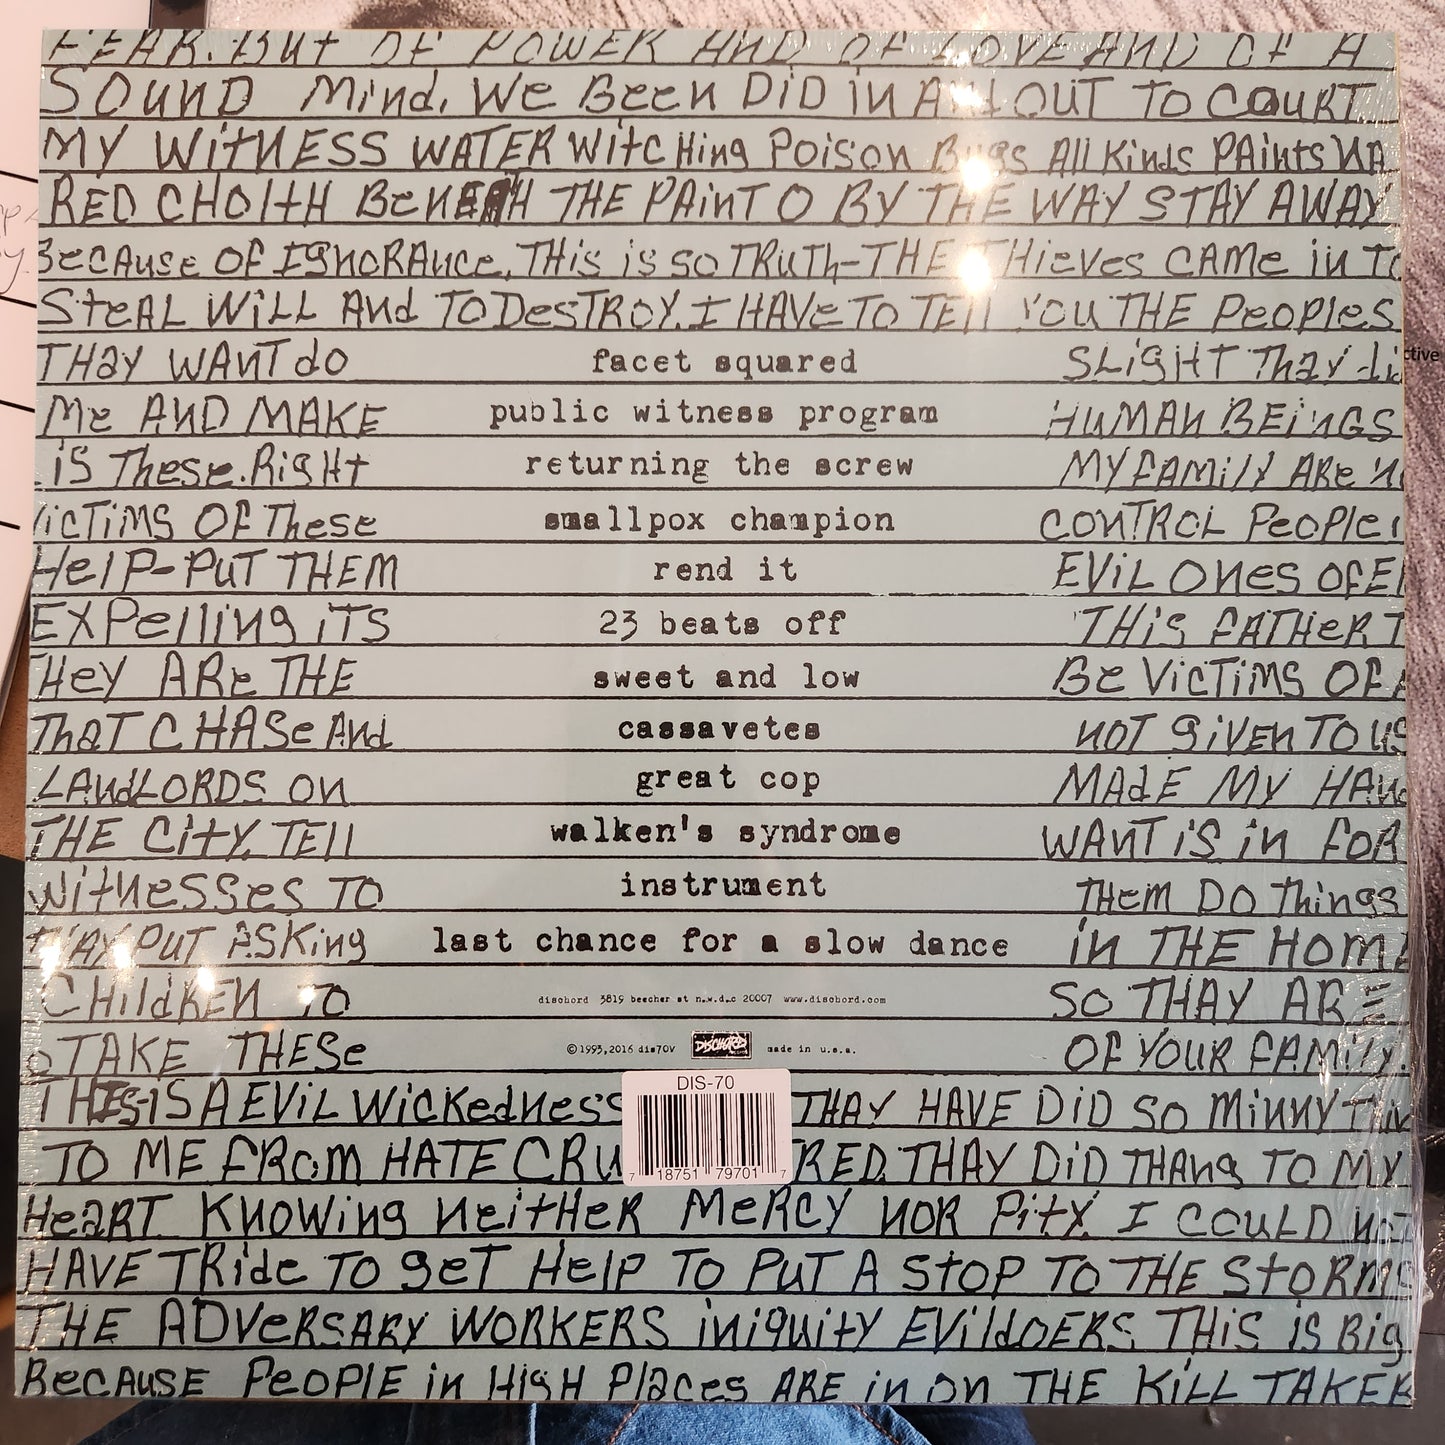 FEAR. But OF POWER AND OF LOVE AND OF A
SOUND Mind. We Been DiD iN AND OUT TO COURT
MY WitNESS WATER WitCHing Poison Bugs All Kinds PAints NA
RED CHOITH BeNEATH THE PAinT O BY THE WAY STAY AWAY
BecAuse OF IgnoRAnce. THis is so TRuTh-THE THieves CAMe in TO
STeAL WiLL And TO DesTROY. I HAVe TO TEll YOU THE PeoPles
THay WANT do facet squared SLigHT Thay
Me AND MAKE public witness program HUMAN BEiNGS
iS These. RigHt returning the screw MY FAMily ARe
VicTiMS OF These smallpox champion CONTROL PeoPle
HelP-PUT THEM rend it EViL ONes OF
EXPelling iTS 23 beats off THis FATHeR
THey ARe THE sweet and low Be VicTiMS OF
ThaT CHASe And cassavetes NOT giVEN TO US
LANdLORDS ON great cop MAdE MY
THE City. TEll walken's syndrome WANT iS in FOR
WitNesses TO instrument THEM DO Things
THAY PUT ASKing last chance for a slow dance iN THE
CHildREN TO SO THAY ARE
TAKE THESe OF YOUR FAMily.
dischord 3819 beecher st n.w.d.c 20007 www.dischord.com
©1993,2016 dis70V DISCHORD made in u.s.a.
DIS-70
THIS-IS A EViL WicKedNess THAY HAVE DiD SO MiNNY
TO ME FROM HATE CRU RED. THAY DiD THANg TO MY
7 18751 79701 7
HeaRT. KNOWiNg NeitHER MeRCY NOR PitY. I COULD NOT
HAVE TRide TO geT HelP TO PUT A StOP TO THE StORMS
THE ADVeRSARY WORKERS iNiquity EVildOERS. THiS iS Big
BecAUSE PeoPlE iN HigH PlaCes ARE iN ON THE KiLL TAKER